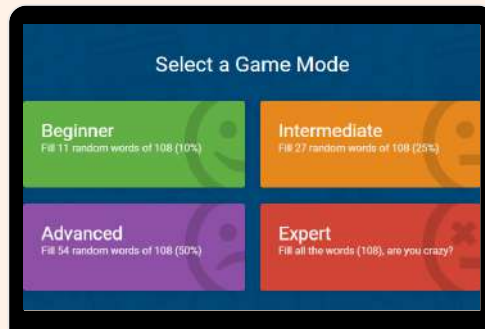 Select a Game Mode
Beginner
Fill 11 random words of 108 (10%)
Intermediate
Fill 27 random words of 108 (25%)
Advanced
Fill 54 random words of 108 (50%)
Expert
Fill all the words (108), are you crazy?